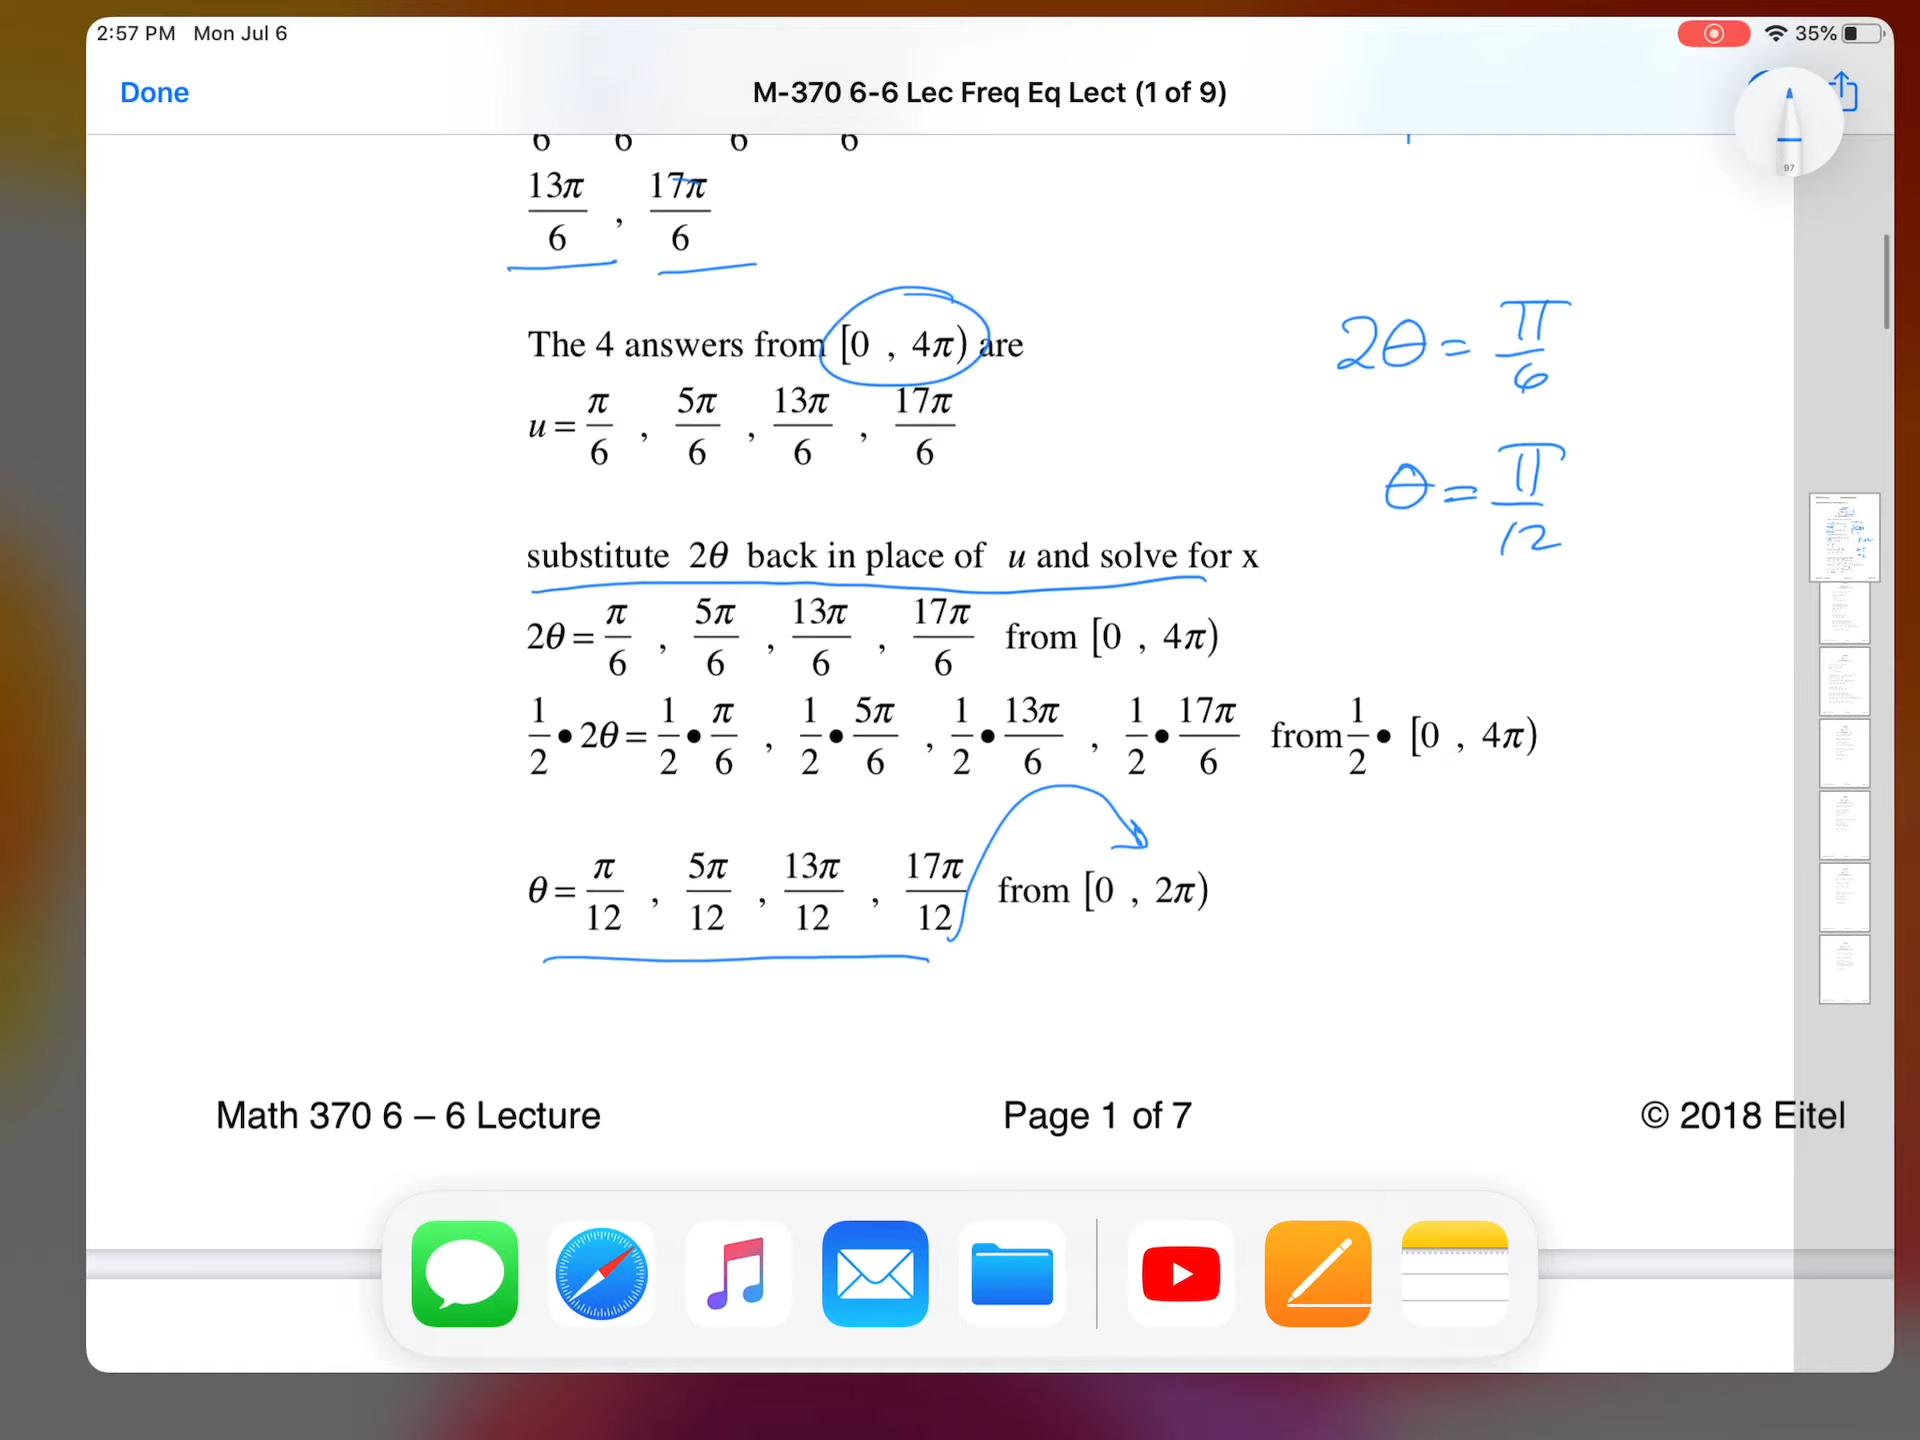 2:57 PM Mon Jul 6
35%
Done
M-370 6-6 Lec Freq Eq Lect (1 of 9)
97
6 6 6 6
13π/6 , 17π/6
The 4 answers from [0 , 4π) are
u = π/6 , 5π/6 , 13π/6 , 17π/6
2θ = π/6
θ = π/12
substitute 2θ back in place of u and solve for x
2θ = π/6 , 5π/6 , 13π/6 , 17π/6 from [0 , 4π)
1/2 • 2θ = 1/2 • π/6 , 1/2 • 5π/6 , 1/2 • 13π/6 , 1/2 • 17π/6 from 1/2 • [0 , 4π)
θ = π/12 , 5π/12 , 13π/12 , 17π/12 from [0 , 2π)
Math 370 6 – 6 Lecture
Page 1 of 7
© 2018 Eitel